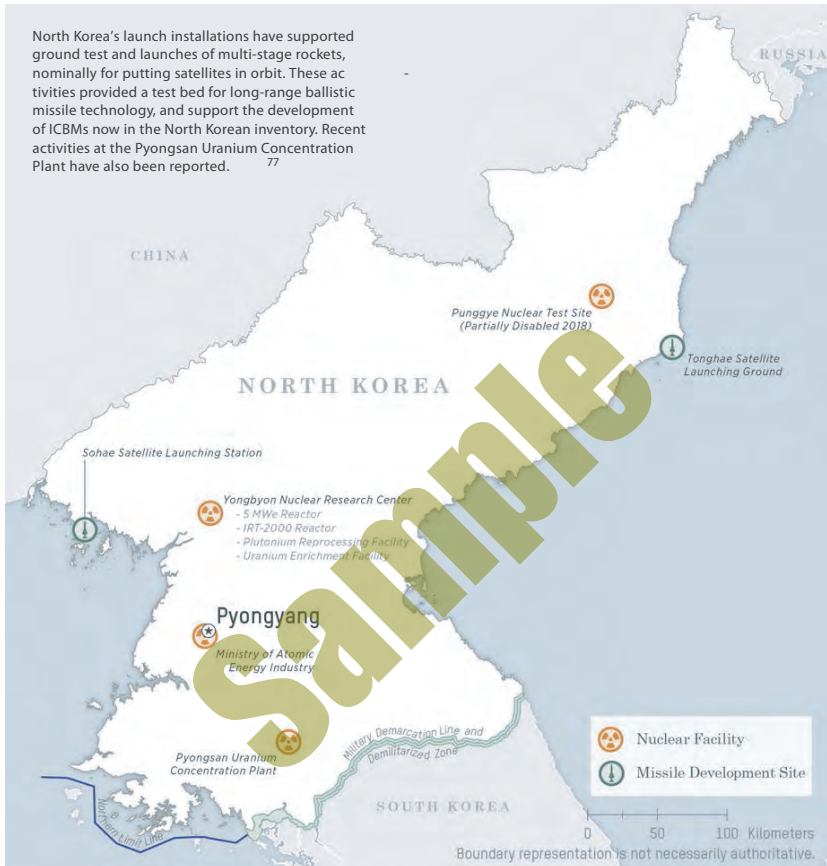 North Korea's launch installations have supported
ground test and launches of multi-stage rockets,
nominally for putting satellites in orbit. These ac -
tivities provided a test bed for long-range ballistic
missile technology, and support the development
of ICBMs now in the North Korean inventory. Recent
activities at the Pyongsan Uranium Concentration
Plant have also been reported. 77
RUSSIA
CHINA
Punggye Nuclear Test Site
(Partially Disabled 2018)
Tonghae Satellite
Launching Ground
NORTH KOREA
Sohae Satellite Launching Station
Yongbyon Nuclear Research Center
- 5 MWe Reactor
- IRT-2000 Reactor
- Plutonium Reprocessing Facility
- Uranium Enrichment Facility
Sample
Pyongyang
Ministry of Atomic
Energy Industry
Pyongsan Uranium
Concentration Plant
Military Demarcation Line and
Demilitarized Zone
Northern Limit Line
SOUTH KOREA
Nuclear Facility
Missile Development Site
0 50 100 Kilometers
Boundary representation is not necessarily authoritative.